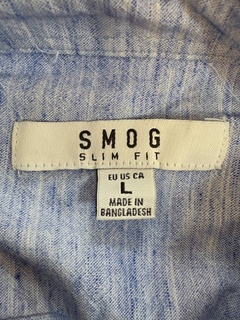 SMOG
SLIM FIT
EU US CA
L
MADE IN
BANGLADESH